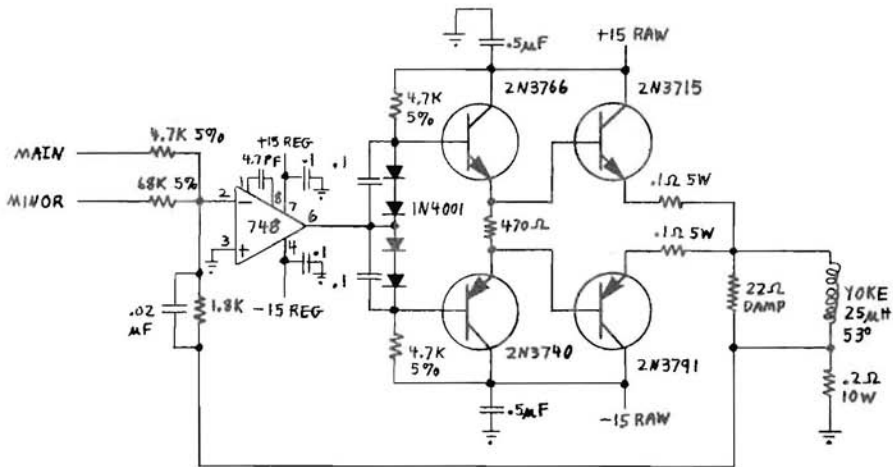 .5µF
+15 RAW
2N3766
2N3715
4.7K
5%
4.7K 5%
MAIN
+15 REG
4.7PF
.1
.1
.1Ω 5W
68K 5%
MINOR
1
8
7
2
6
1N4001
748
470Ω
3
4
.1Ω 5W
.1
.1
22Ω
DAMP
YOKE
25µH
53°
.02
µF
1.8K
-15 REG
4.7K
5%
2N3740
2N3791
.2Ω
10W
.5µF
-15 RAW